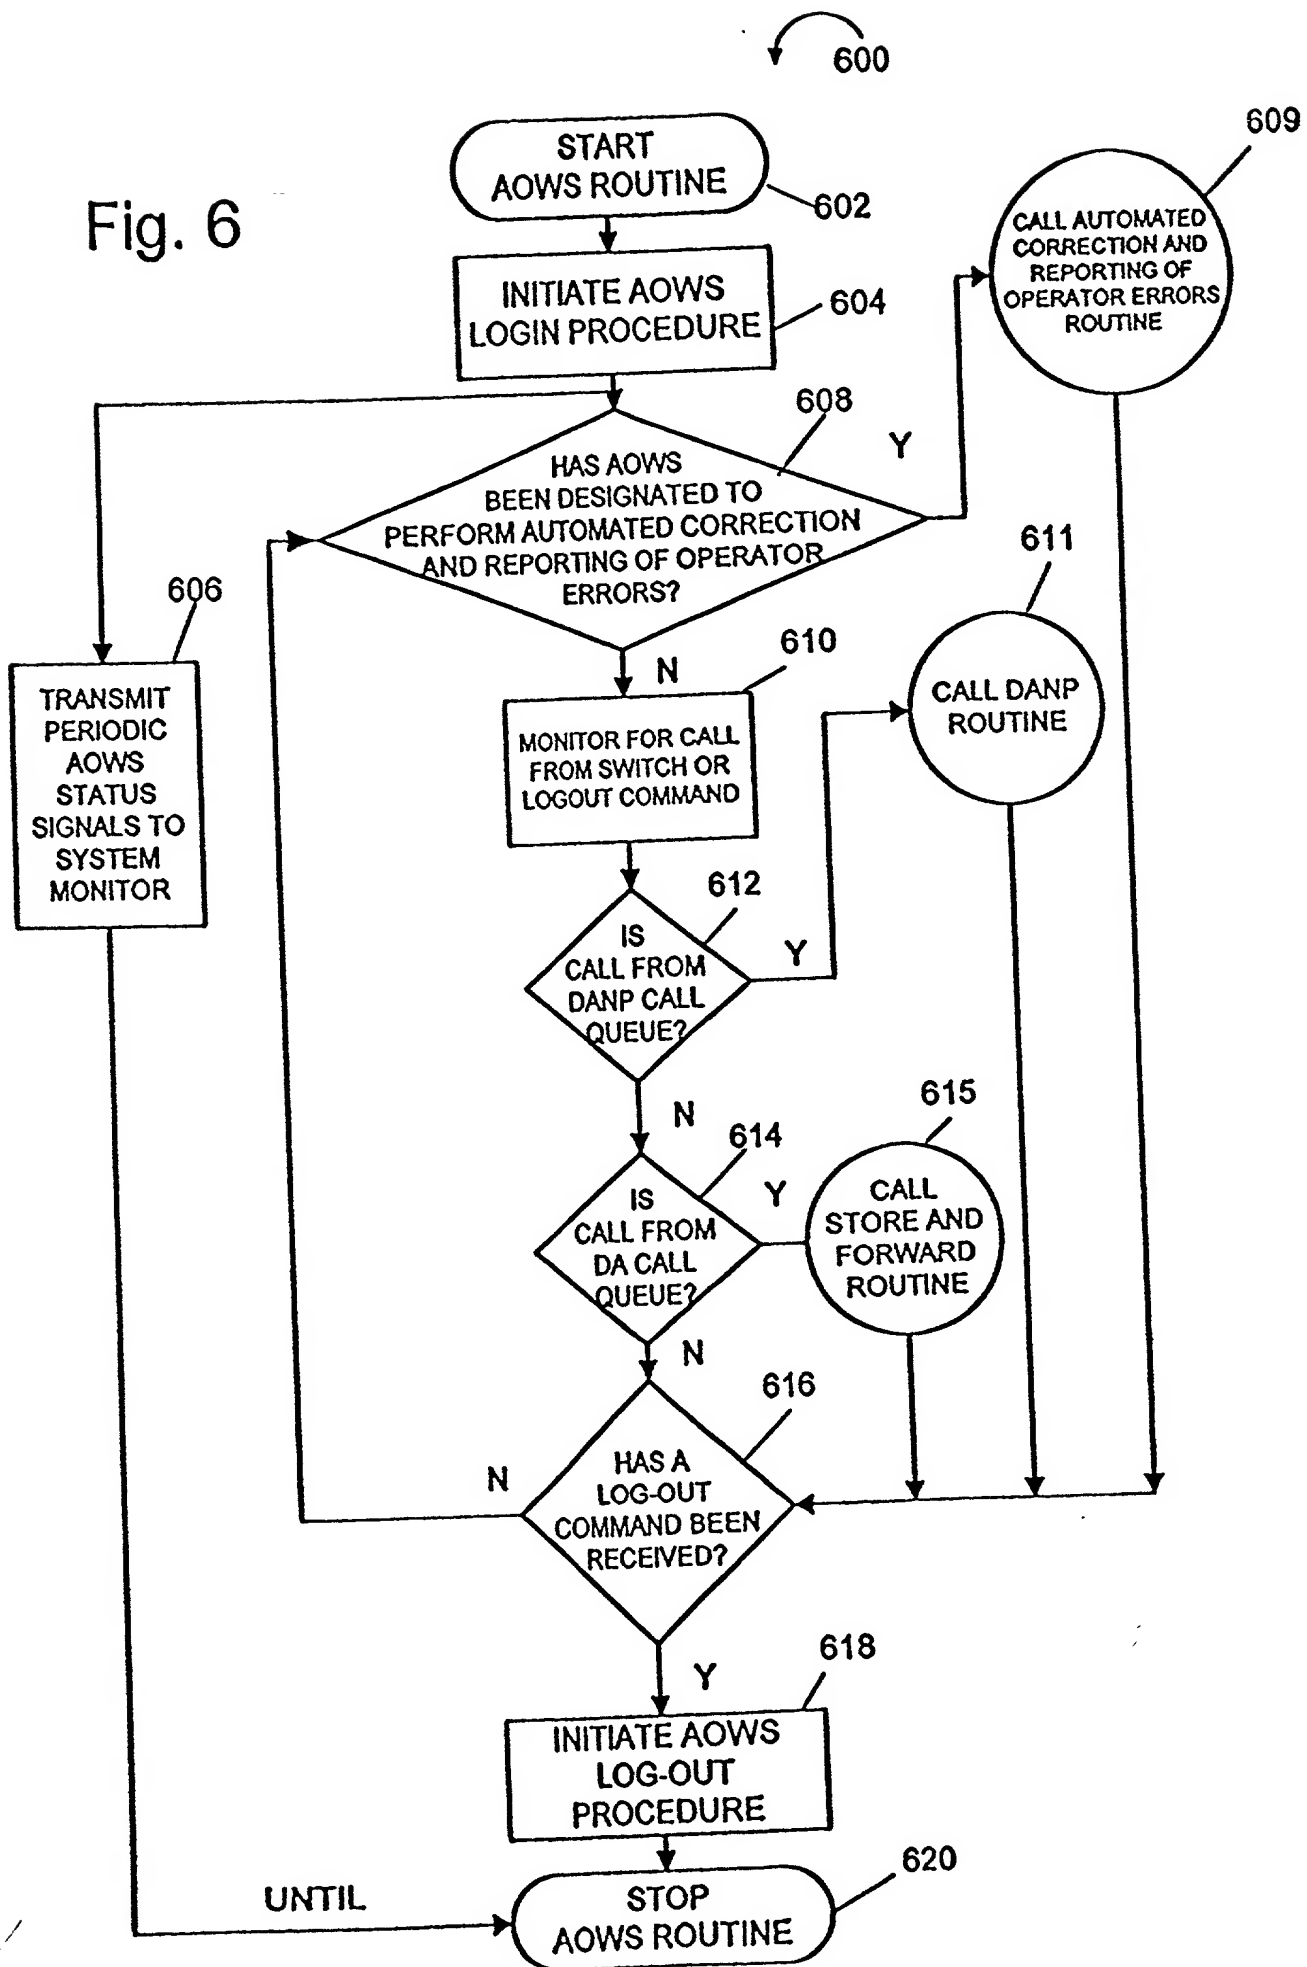 600
609
START
AOWS ROUTINE
602
Fig. 6
CALL AUTOMATED
CORRECTION AND
REPORTING OF
OPERATOR ERRORS
ROUTINE
INITIATE AOWS
LOGIN PROCEDURE
604
608
Y
HAS AOWS
BEEN DESIGNATED TO
PERFORM AUTOMATED CORRECTION
AND REPORTING OF OPERATOR
ERRORS?
611
606
610
N
TRANSMIT
PERIODIC
AOWS
STATUS
SIGNALS TO
SYSTEM
MONITOR
CALL DANP
ROUTINE
MONITOR FOR CALL
FROM SWITCH OR
LOGOUT COMMAND
612
IS
CALL FROM
DANP CALL
QUEUE?
Y
N
615
614
IS
CALL FROM
DA CALL
QUEUE?
Y
CALL
STORE AND
FORWARD
ROUTINE
N
616
N
HAS A
LOG-OUT
COMMAND BEEN
RECEIVED?
Y
618
INITIATE AOWS
LOG-OUT
PROCEDURE
620
UNTIL
STOP
AOWS ROUTINE